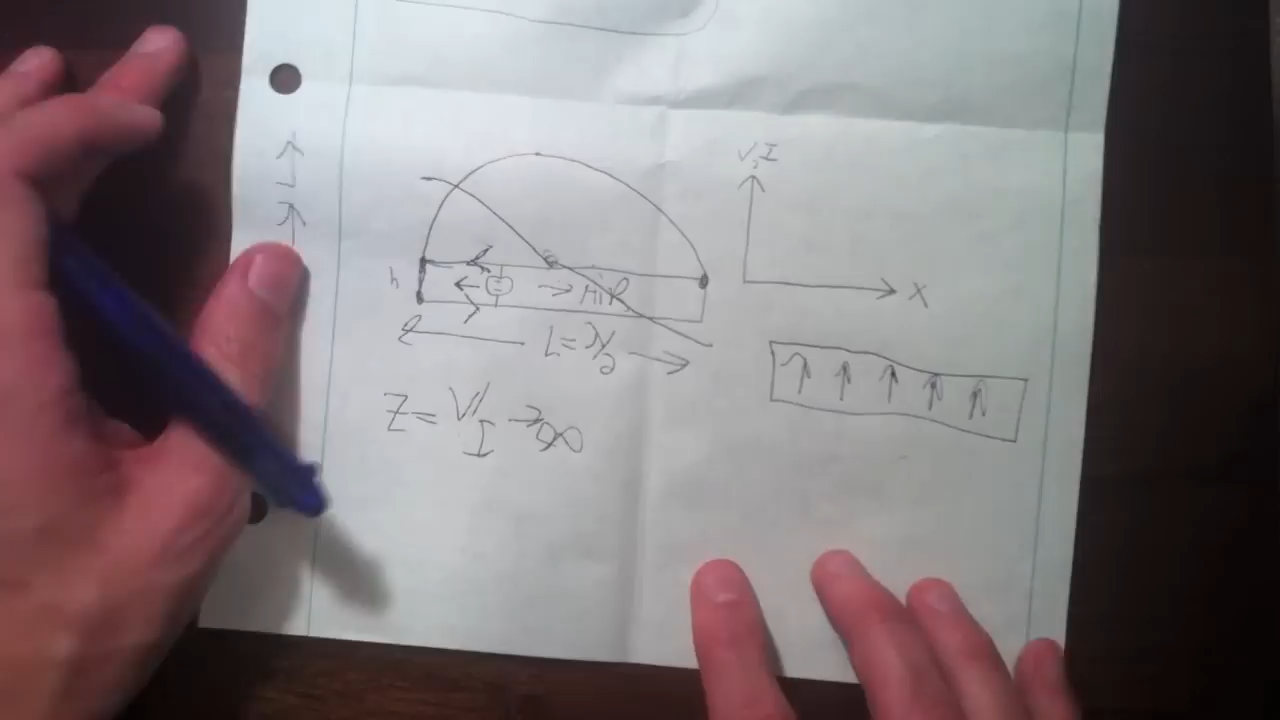 V, I
X
h
Air
L = λ/2
Z = V/I → ∞